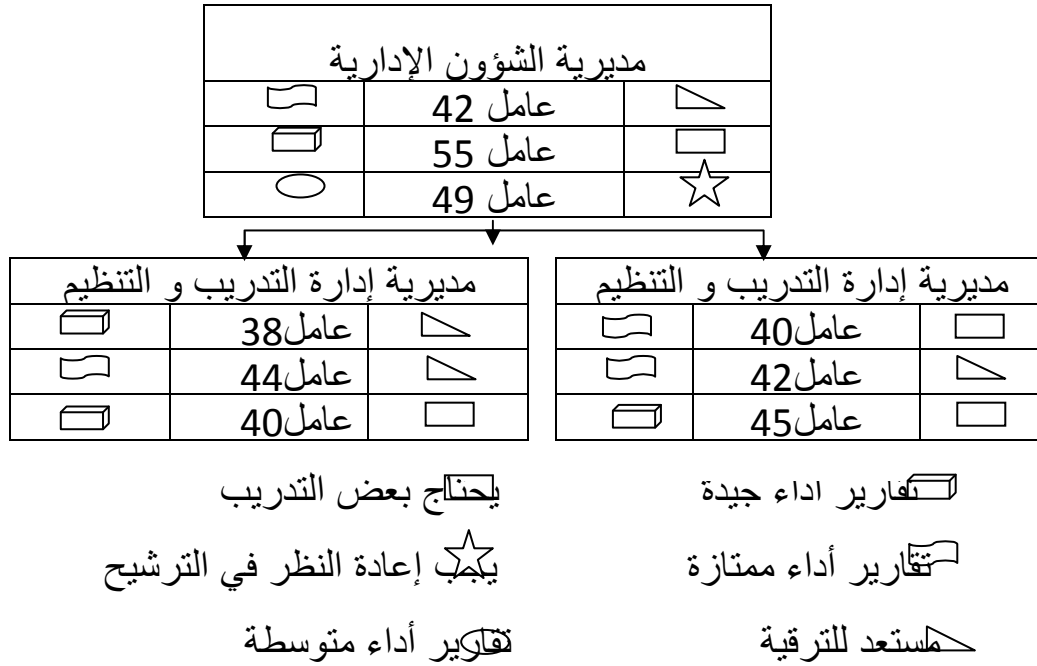 مديرية الشؤون الإدارية
عامل 42
عامل 55
عامل 49
مديرية إدارة التدريب و التنظيم
عامل40
عامل42
عامل45
مديرية إدارة التدريب و التنظيم
عامل38
عامل44
عامل40
تقارير اداء جيدة
يحتاج بعض التدريب
تقارير أداء ممتازة
يجب إعادة النظر في الترشيح
مستعد للترقية
تقارير أداء متوسطة